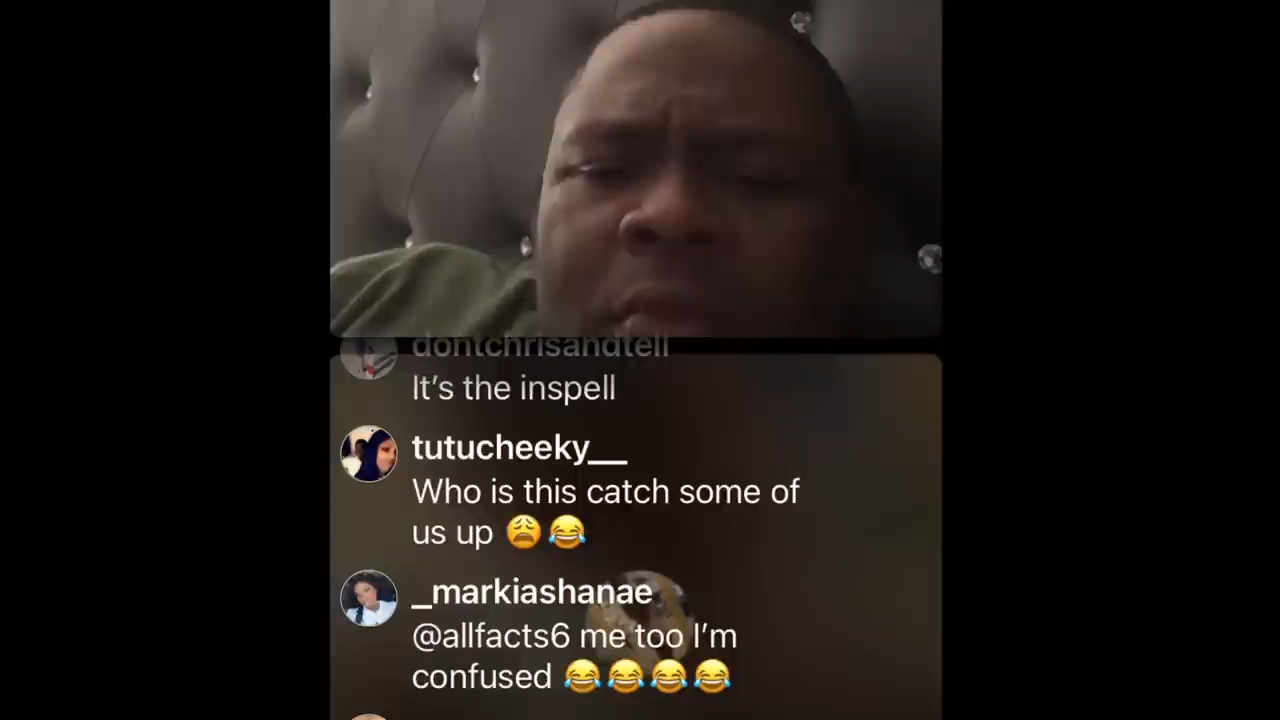 dontchrisandtell
It’s the inspell
tutucheeky__
Who is this catch some of
us up 😩😂
_markiashanae
@allfacts6 me too I’m
confused 😂😂😂😂